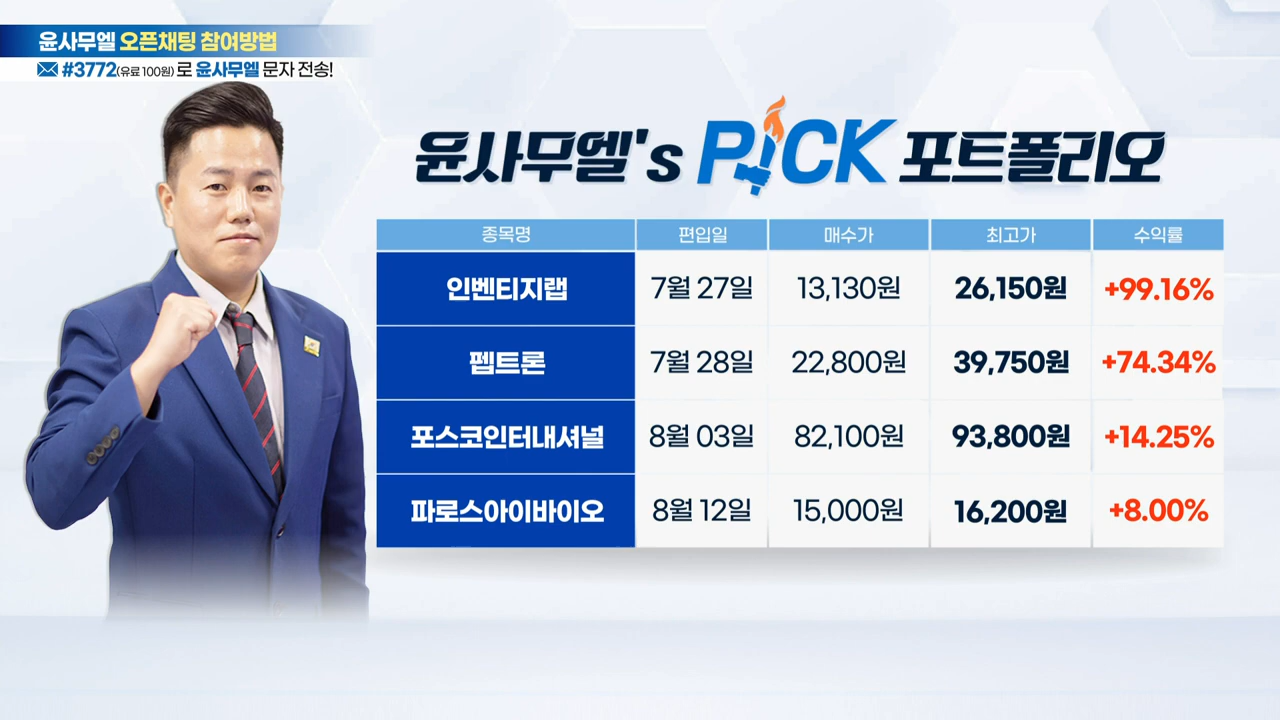 윤사무엘 오픈채팅 참여방법
#3772(유료 100원)로 윤사무엘 문자 전송!
윤사무엘's PICK 포트폴리오
종목명 편입일 매수가 최고가 수익률
인벤티지랩 7월 27일 13,130원 26,150원 +99.16%
펩트론 7월 28일 22,800원 39,750원 +74.34%
포스코인터내셔널 8월 03일 82,100원 93,800원 +14.25%
파로스아이바이오 8월 12일 15,000원 16,200원 +8.00%